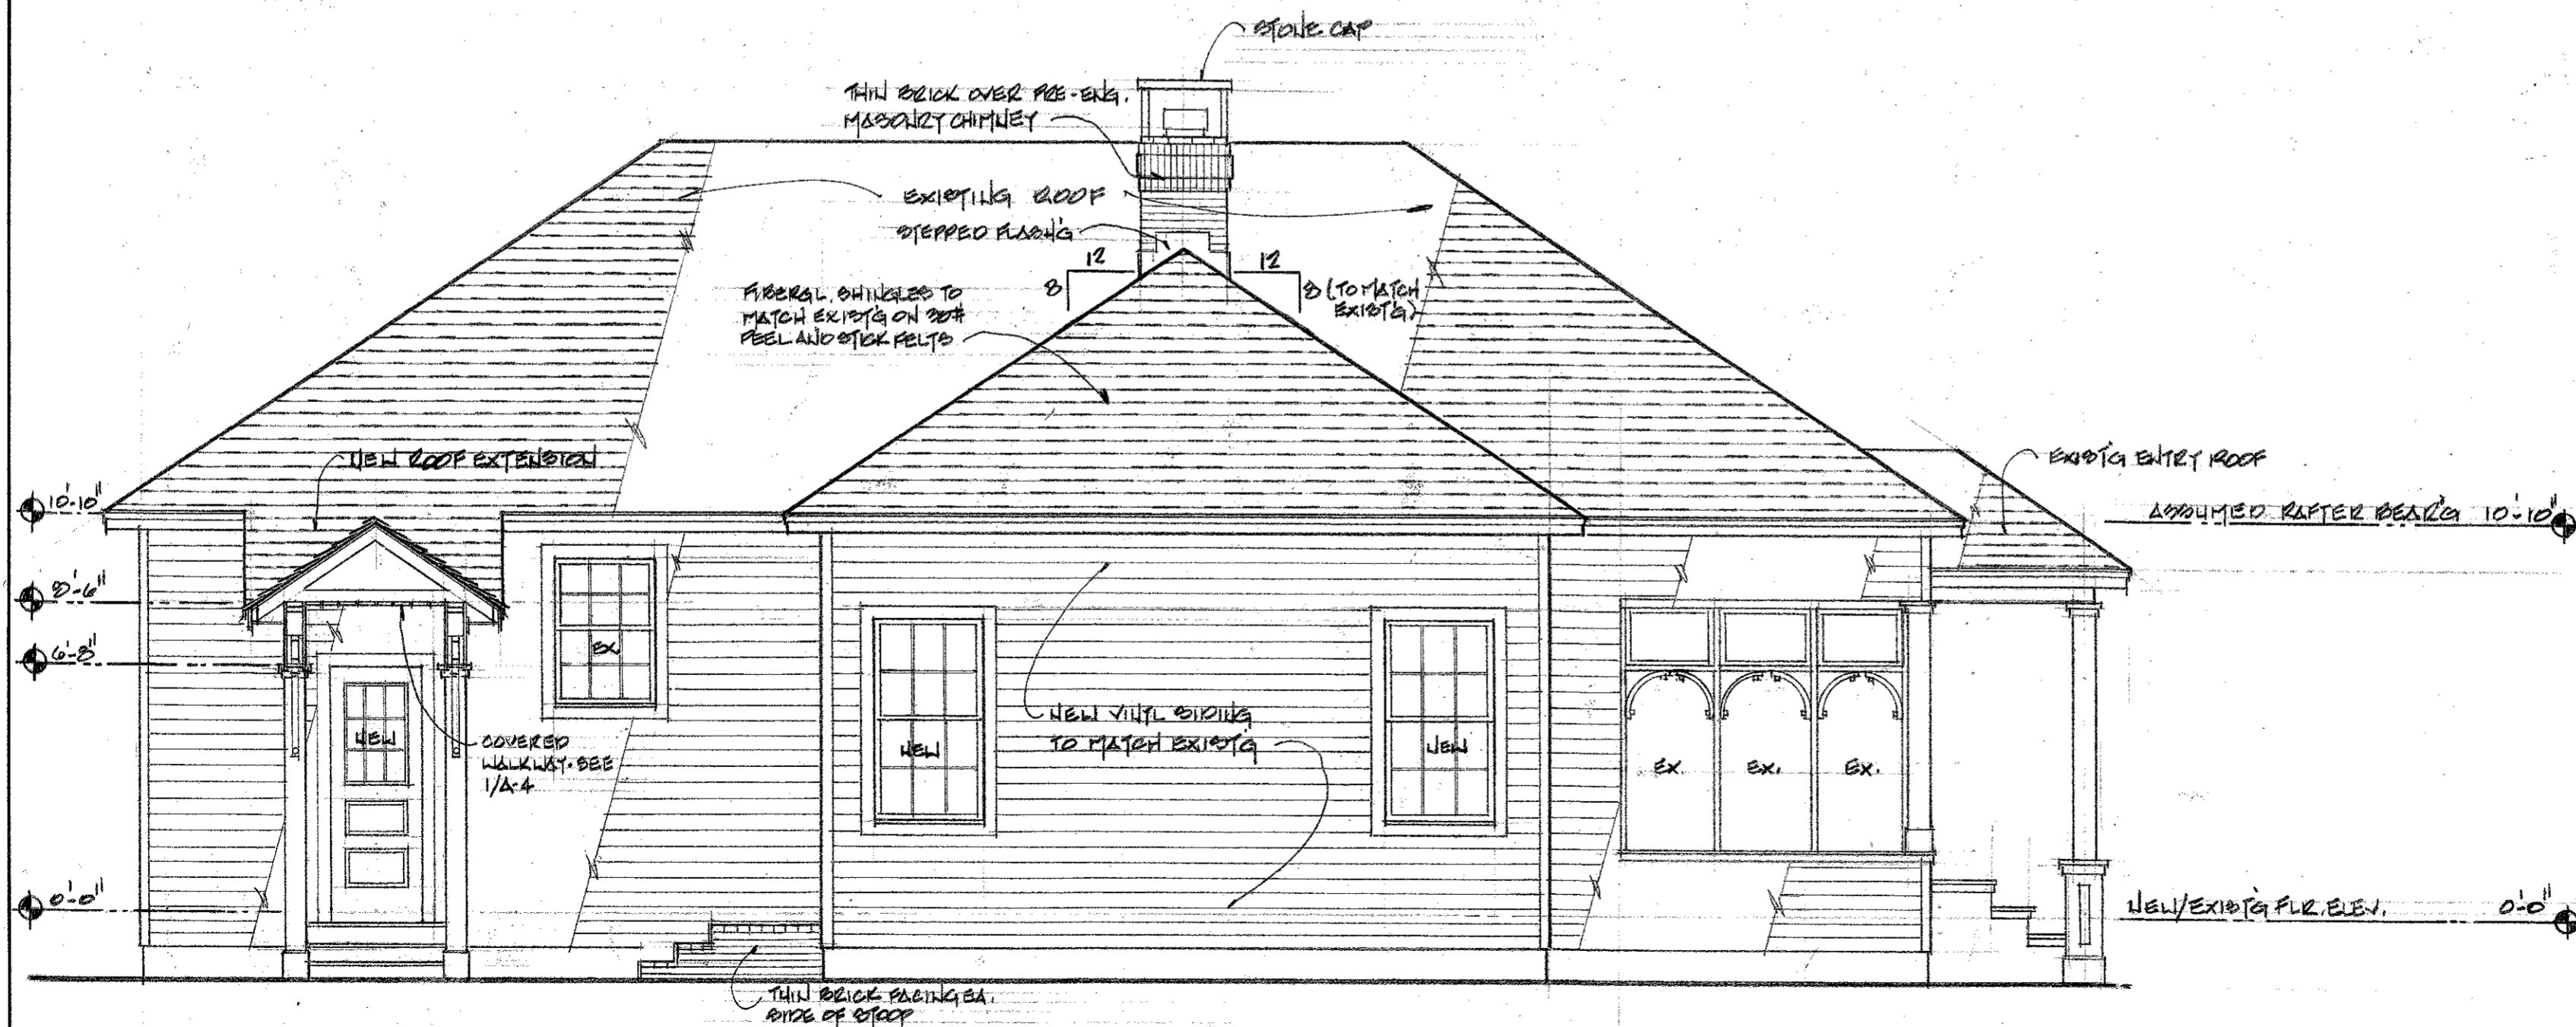 STONE CAP
THIN BRICK OVER PRE-ENG.
MASONRY CHIMNEY
EXISTING ROOF
STEPPED FLASH'G
12
8
12
8 (TO MATCH
EXIST'G)
FIBERGL. SHINGLES TO
MATCH EXIST'G ON 30#
PEEL AND STICK FELTS
NEW ROOF EXTENSION
EXIST'G ENTRY ROOF
10'-10"
ASSUMED RAFTER BEAR'G 10'-10"
8'-6"
6'-8"
EX
NEW
COVERED
WALKWAY-SEE
1/A-4
NEW
NEW VINYL SIDING
TO MATCH EXIST'G
NEW
EX.
EX.
EX.
0'-0"
NEW/EXIST'G FLR. ELEV. 0'-0"
THIN BRICK FACING EA.
SIDE OF STOOP